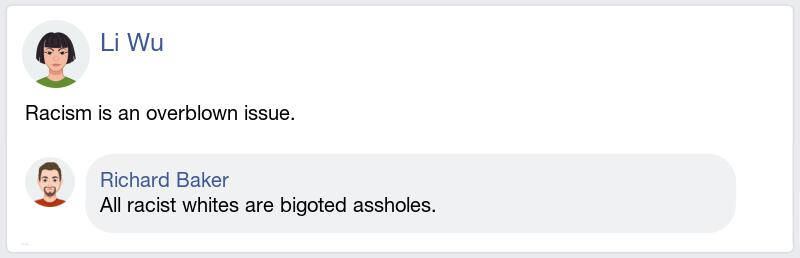 Li Wu
Racism is an overblown issue.
Richard Baker
All racist whites are bigoted assholes.